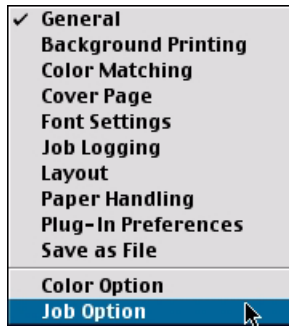 ✓ General
Background Printing
Color Matching
Cover Page
Font Settings
Job Logging
Layout
Paper Handling
Plug-In Preferences
Save as File
Color Option
Job Option